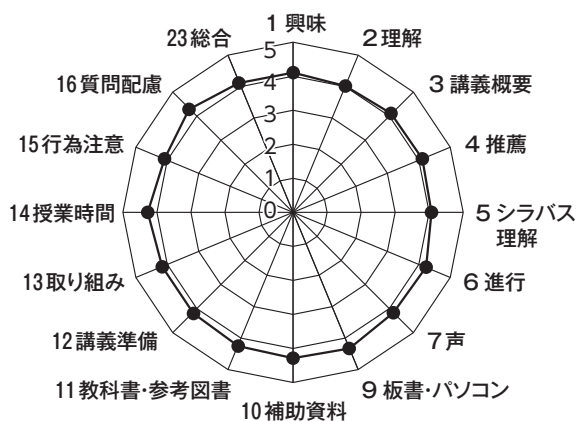 1 興味
2 理解
3 講義概要
4 推薦
5 シラバス
理解
6 進行
7 声
9 板書・パソコン
10 補助資料
11 教科書・参考図書
12 講義準備
13 取り組み
14 授業時間
15 行為注意
16 質問配慮
23 総合
5
4
3
2
1
0